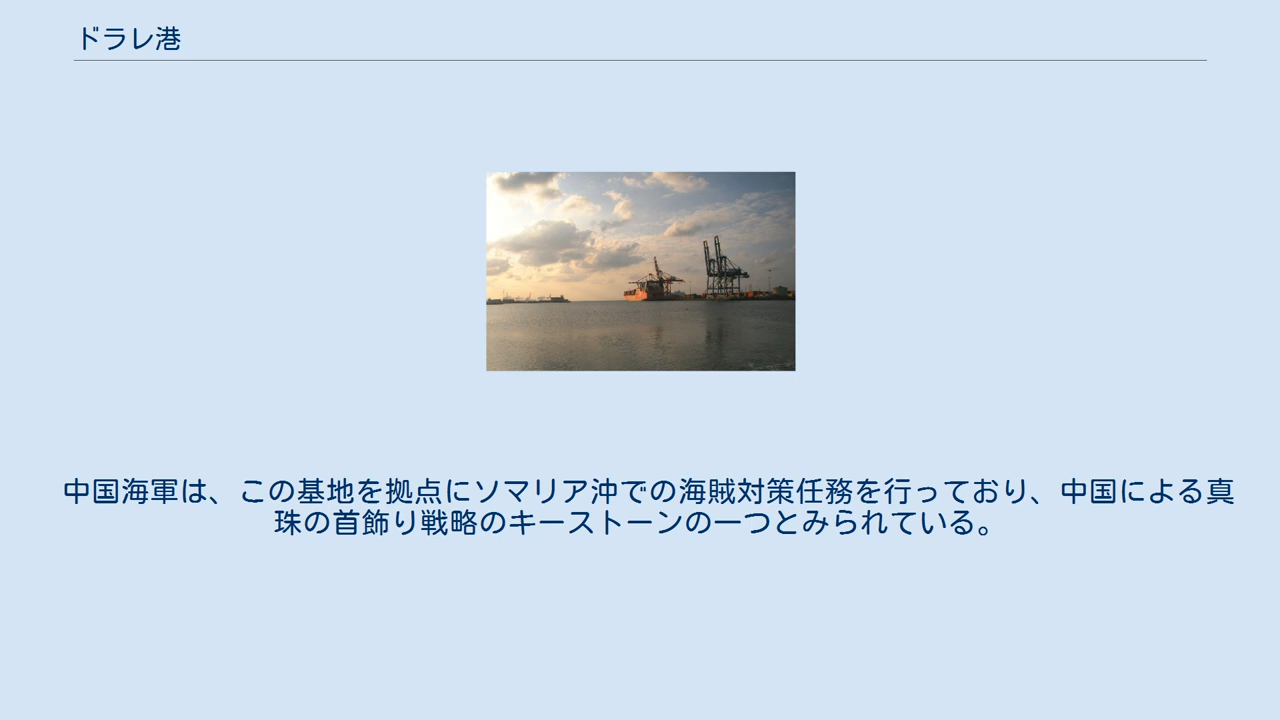 ドラレ港
中国海軍は、この基地を拠点にソマリア沖での海賊対策任務を行っており、中国による真
珠の首飾り戦略のキーストーンの一つとみられている。